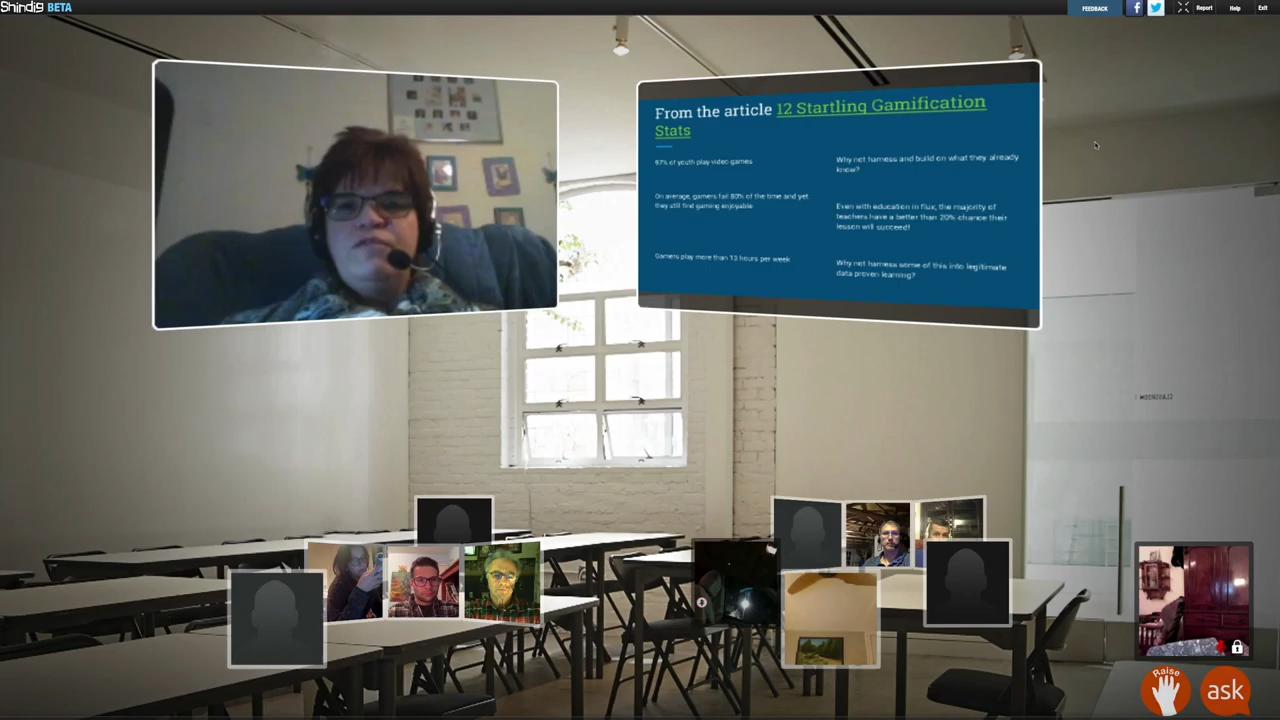 Shindig BETA
FEEDBACK
Report
Help
Exit
From the article 12 Startling Gamification
Stats
97% of youth play video games
On average, gamers fail 80% of the time and yet
they still find gaming enjoyable
Gamers play more than 13 hours per week
Why not harness and build on what they already
know?
Even with education in flux, the majority of
teachers have a better than 20% chance their
lesson will succeed!
Why not harness some of this into legitimate
data proven learning?
Raise
ask